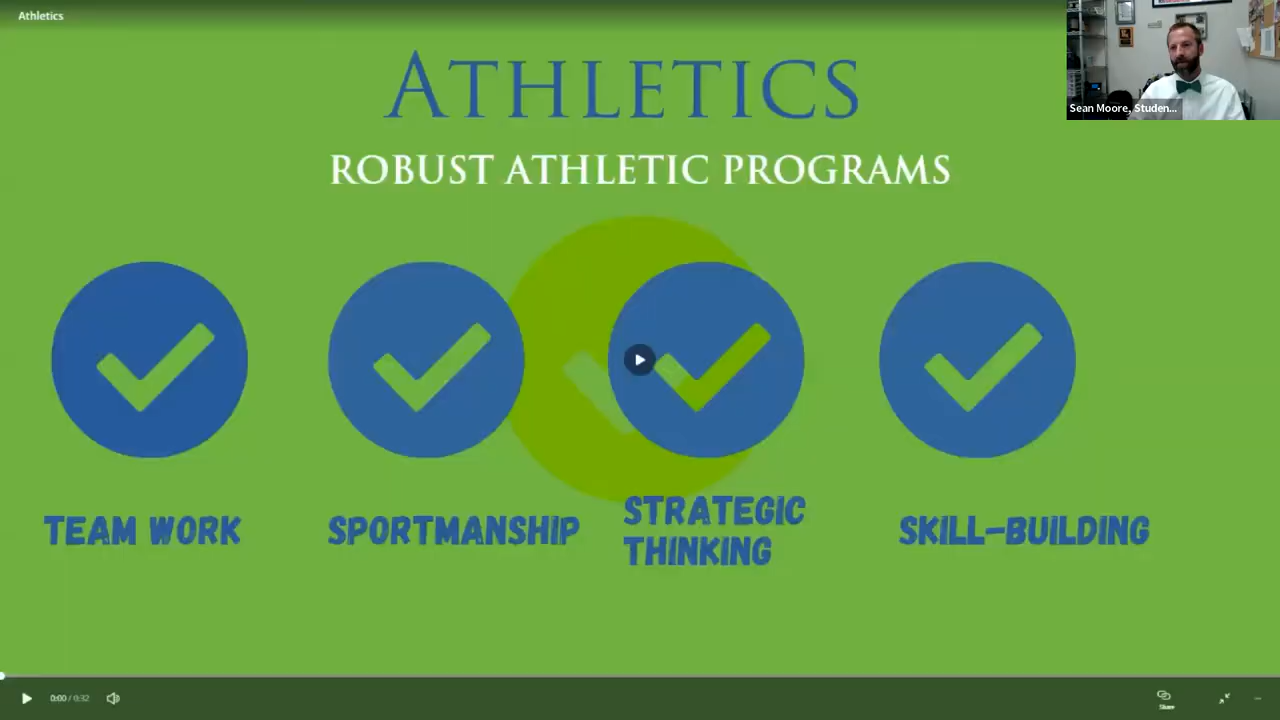 Athletics
ATHLETICS
ROBUST ATHLETIC PROGRAMS
Sean Moore, Studen...
TEAM WORK
SPORTMANSHIP
STRATEGIC
THINKING
SKILL-BUILDING
0:00 / 0:32
Share